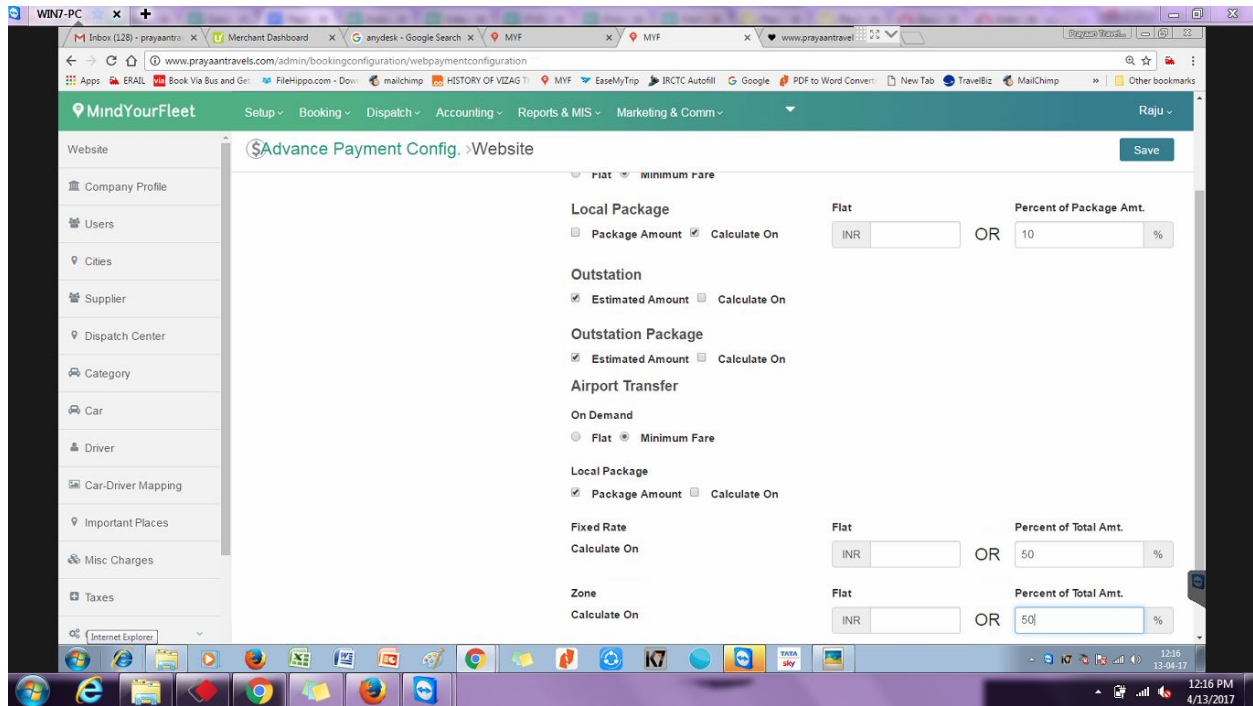 WIN7-PC
Inbox (128) - prayaantra
Merchant Dashboard
anydesk - Google Search
MYF
MYF
www.prayaantravel
www.prayaantravels.com/admin/bookingconfiguration/webpaymentconfiguration
Apps ERAIL Book Via Bus and Get FileHippo.com - Dow mailchimp HISTORY OF VIZAG MYF EaseMyTrip IRCTC Autofill Google PDF to Word Convert New Tab TravelBiz MailChimp » Other bookmarks
MindYourFleet Setup Booking Dispatch Accounting Reports & MIS Marketing & Comm Raju
Website
$Advance Payment Config. >Website Save
Flat Minimum Fare
Company Profile
Local Package Flat Percent of Package Amt.
Users
Package Amount Calculate On INR OR 10 %
Cities
Outstation
Supplier
Estimated Amount Calculate On
Dispatch Center
Outstation Package
Estimated Amount Calculate On
Category
Airport Transfer
Car
On Demand
Flat Minimum Fare
Driver
Local Package
Car-Driver Mapping
Package Amount Calculate On
Important Places
Fixed Rate Flat Percent of Total Amt.
Calculate On INR OR 50 %
Misc Charges
Taxes
Zone Flat Percent of Total Amt.
Calculate On INR OR 50 %
Internet Explorer
K7
TATA
sky
K7
12:16
13-04-17
12:16 PM
4/13/2017